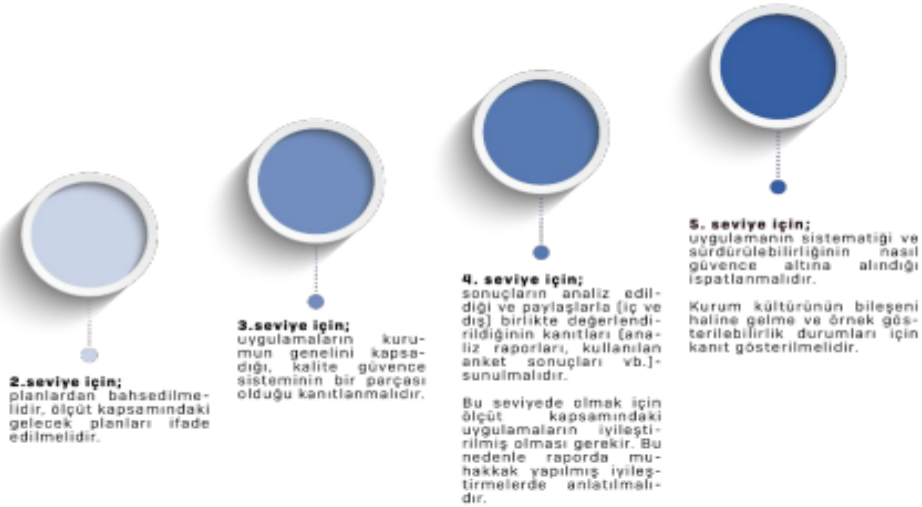 2.seviye için;
planlardan bahsedilme-
lidir, ölçüt kapsamındaki
gelecek planları ifade
edilmelidir.
3.seviye için;
uygulamaların kuru-
mun genelini kapsa-
dığı, kalite güvence
sisteminin bir parçası
olduğu kanıtlanmalıdır.
4. seviye için;
sonuçların analiz edil-
diği ve paylaşlarla (iç ve
dış) birlikte değerlendi-
rildiğinin kanıtları (ana-
liz raporları, kullanılan
anket sonuçları vb.)-
sunulmalıdır.
Bu seviyede olmak için
ölçüt kapsamındaki
uygulamaların iyileşti-
rilmiş olması gerekir. Bu
nedenle raporda mu-
hakkak yapılmış iyileş-
tirmelerde anlatılmalı-
dır.
5. seviye için;
uygulamanın sistematiği ve
sürdürülebilirliğinin nasıl
güvence altına alındığı
ispatlanmalıdır.
Kurum kültürünün bileşeni
haline gelme ve örnek gös-
terilebilirlik durumları için
kanıt gösterilmelidir.